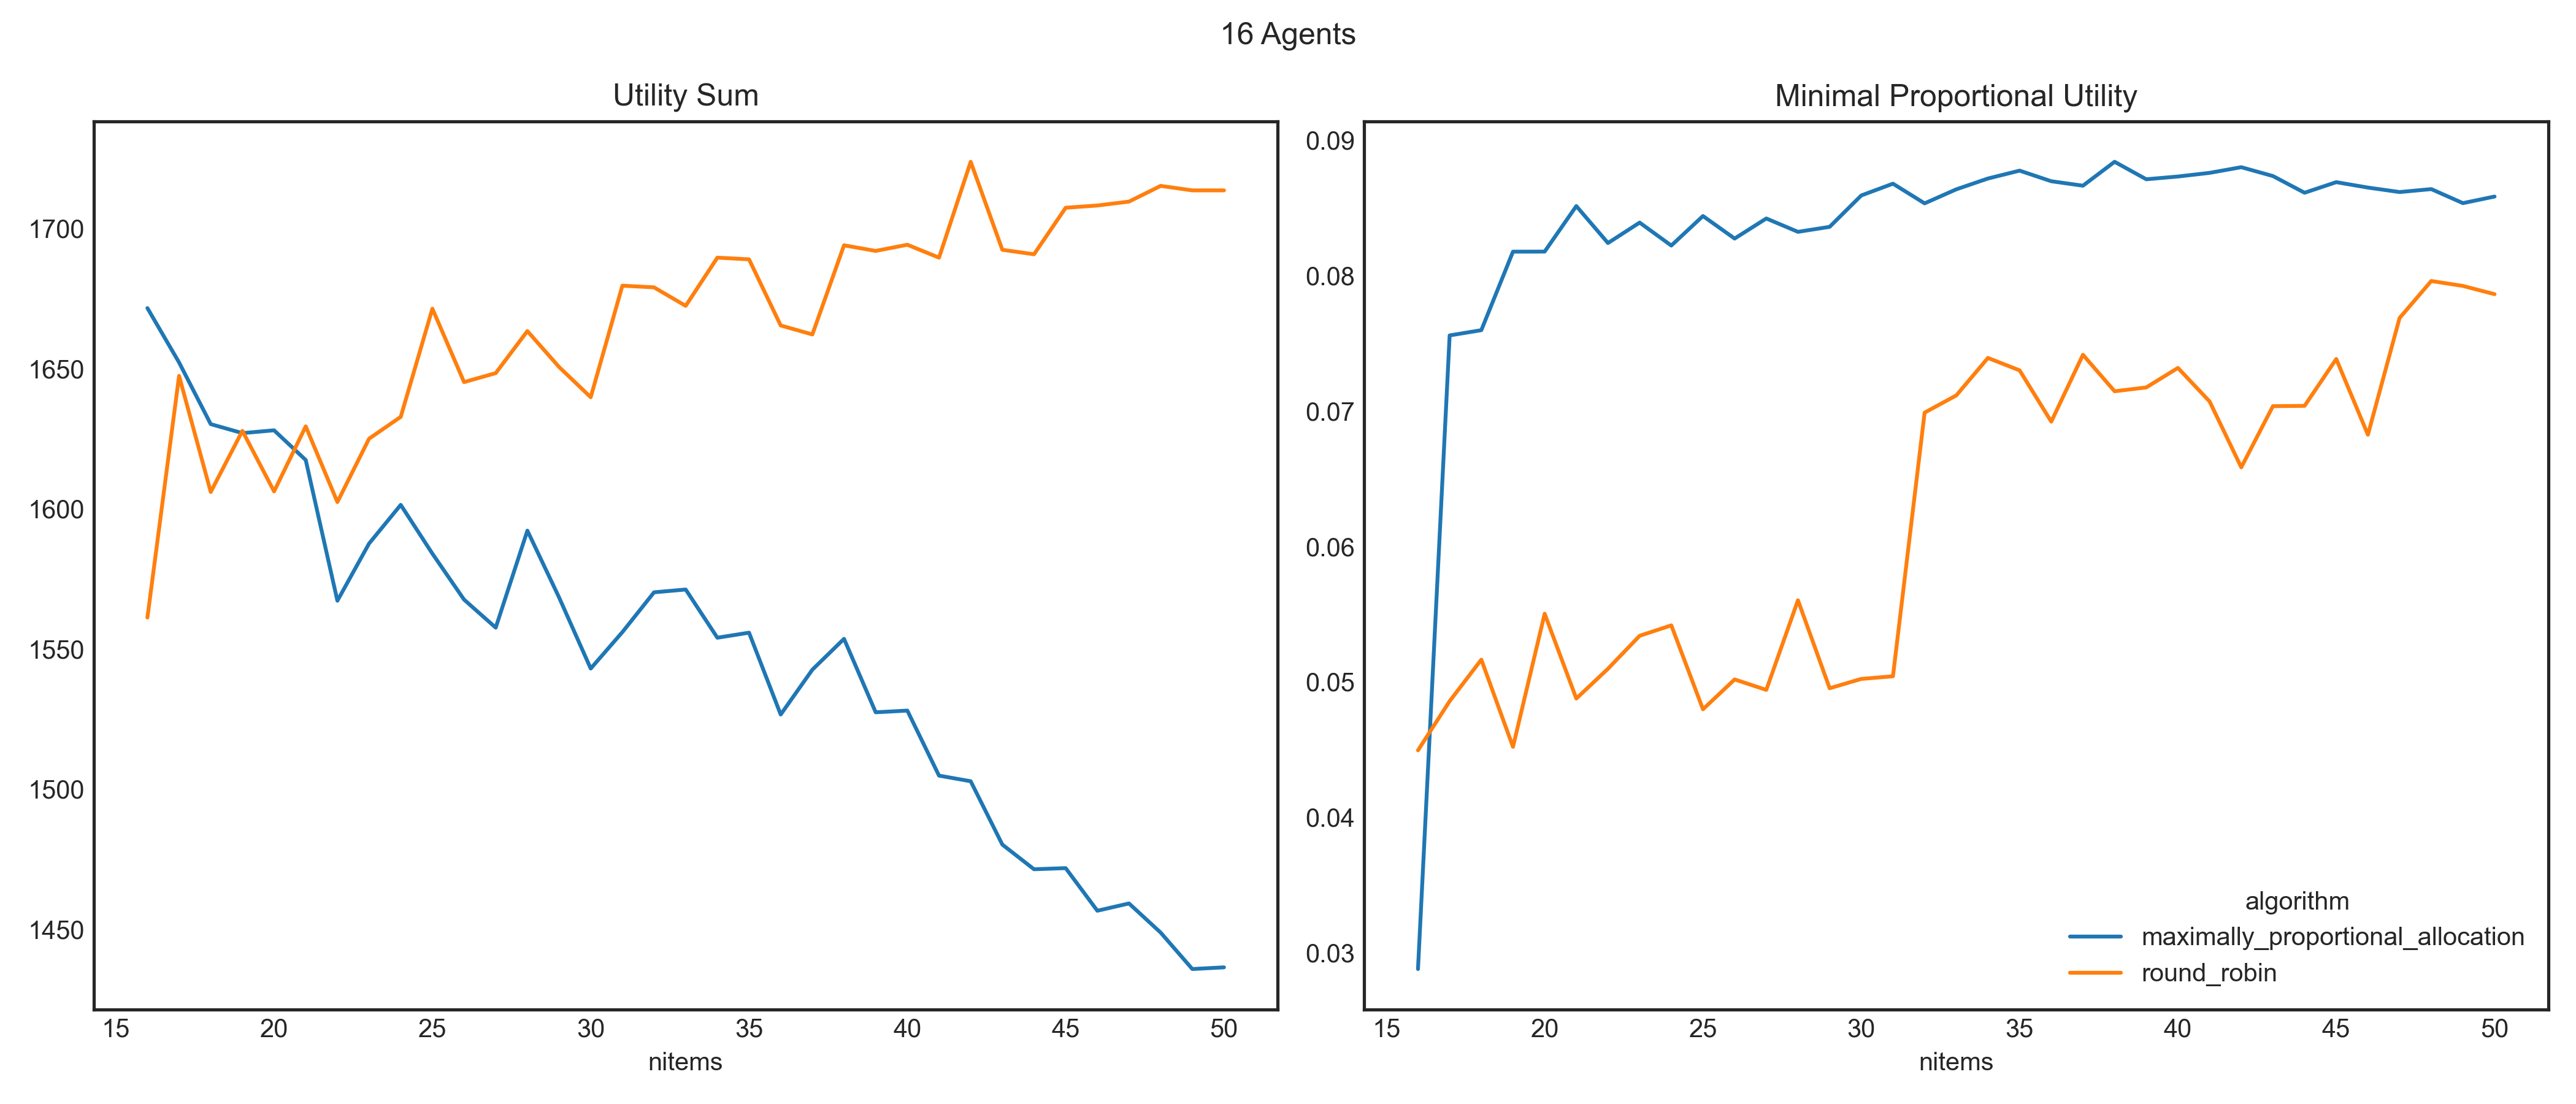 16 Agents
Utility Sum
1700
1650
1600
1550
1500
1450
15 20 25 30 35 40 45 50
nitems
Minimal Proportional Utility
0.09
0.08
0.07
0.06
0.05
0.04
0.03
algorithm
maximally_proportional_allocation
round_robin
15 20 25 30 35 40 45 50
nitems